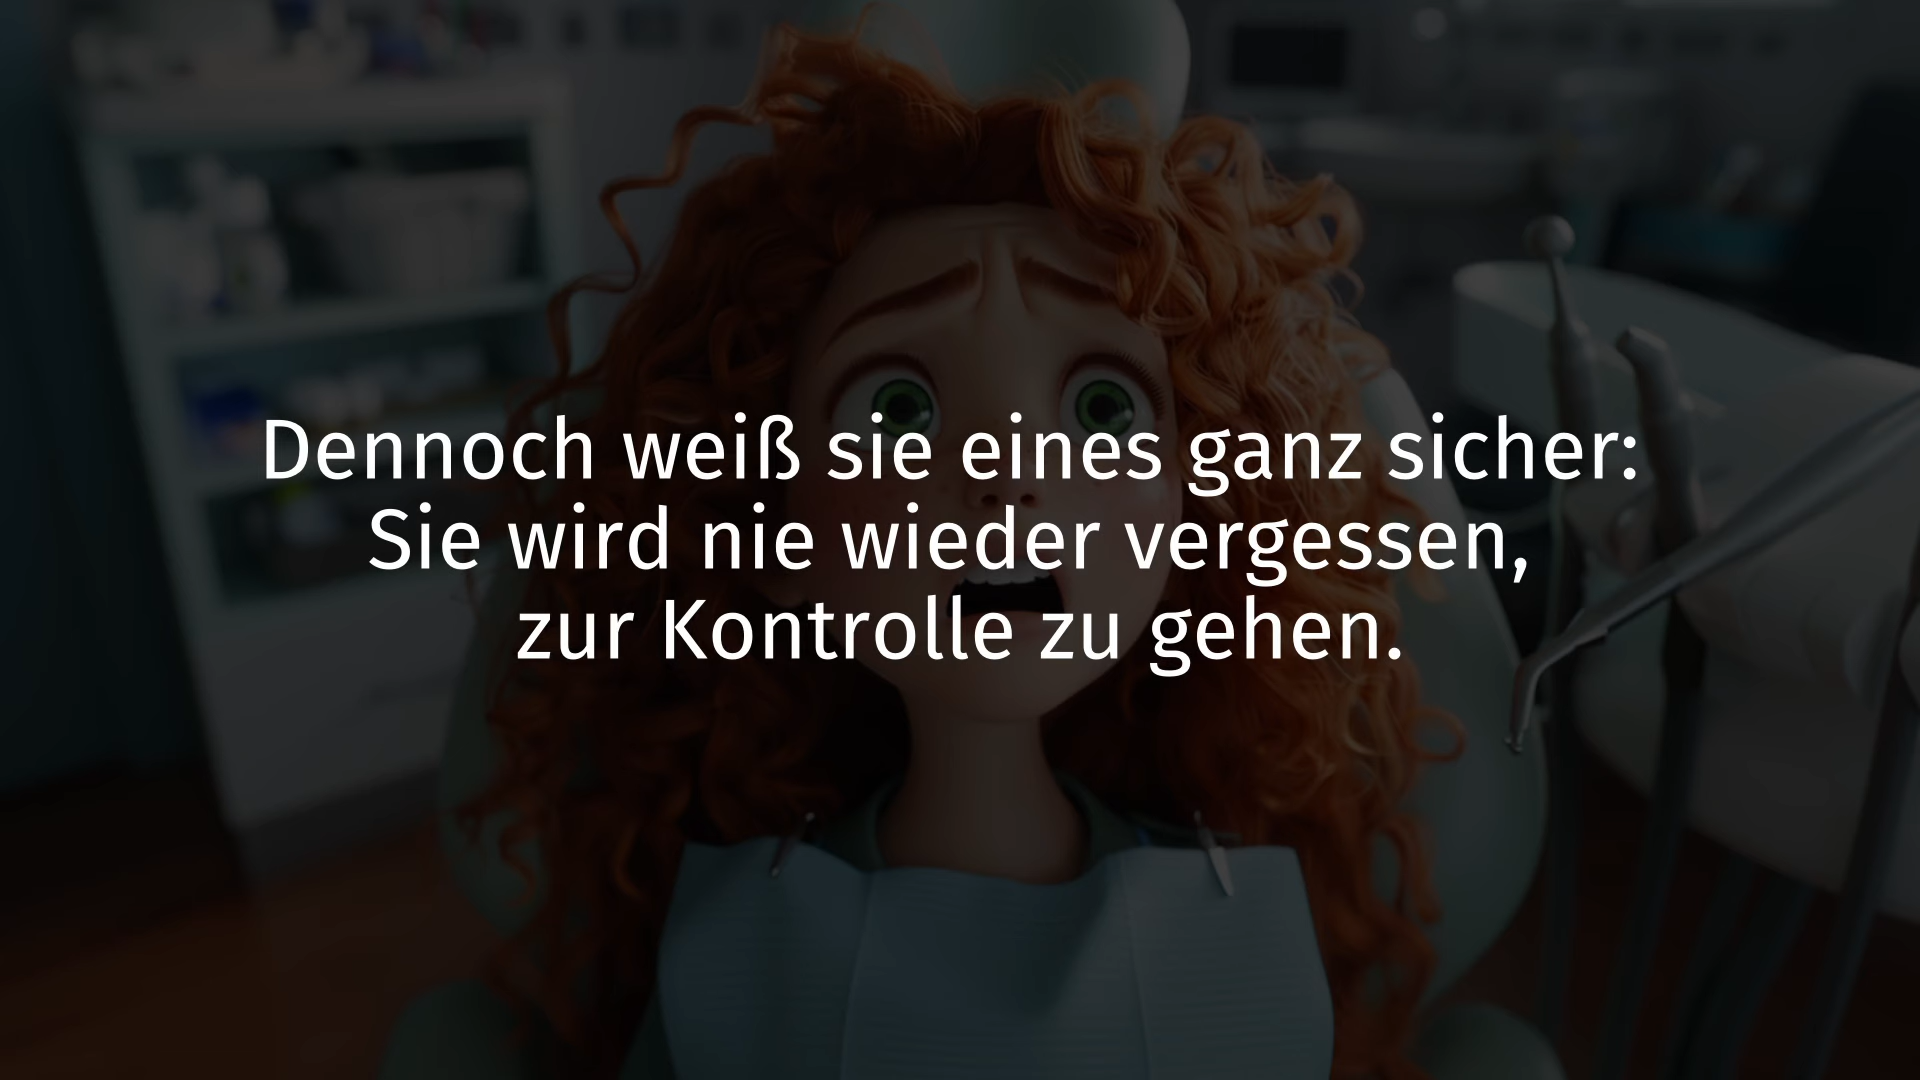 Dennoch weiß sie eines ganz sicher:
Sie wird nie wieder vergessen,
zur Kontrolle zu gehen.